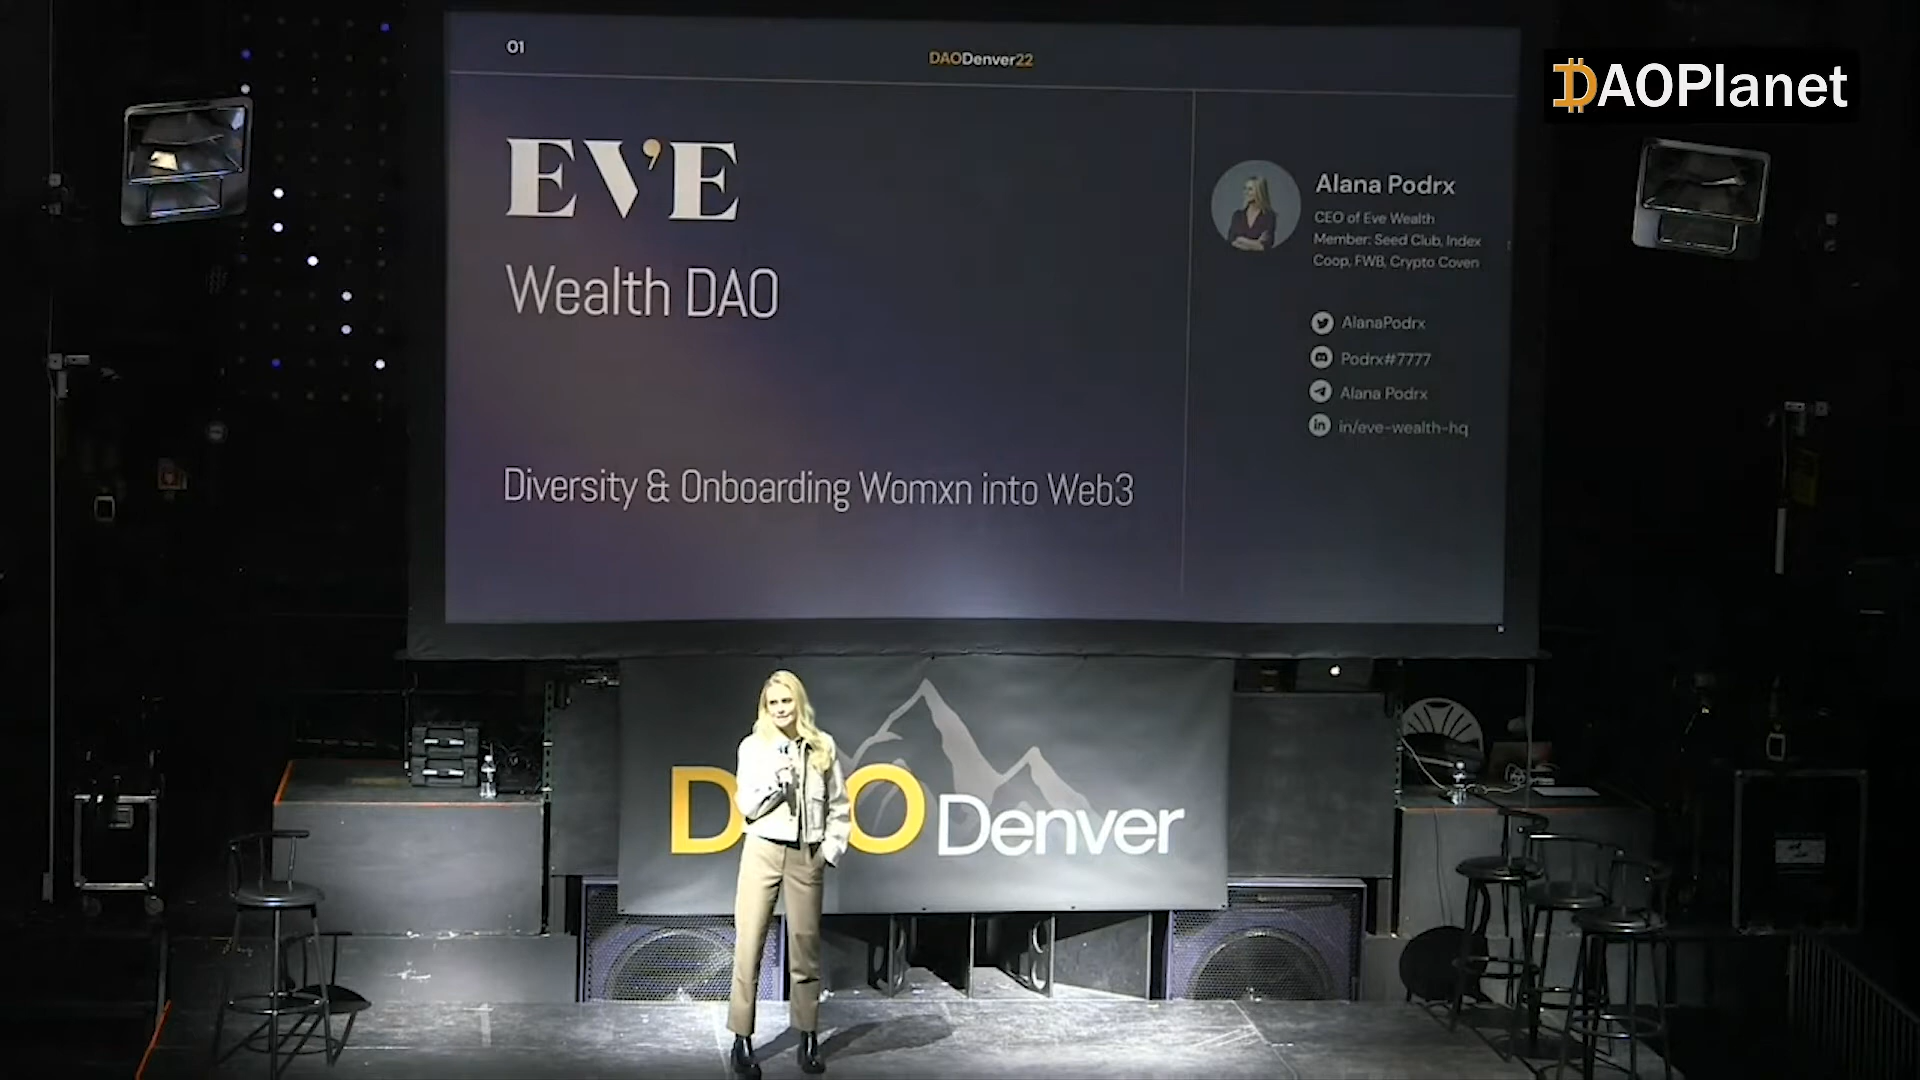 01
DAODenver22
DAOPlanet
EVE
Wealth DAO
Diversity & Onboarding Womxn into Web3
Alana Podrx
CEO of Eve Wealth
Member: Seed Club, Index
Coop, FWB, Crypto Coven
AlanaPodrx
Podrx#7777
Alana Podrx
in/eve-wealth-hq
DAO Denver